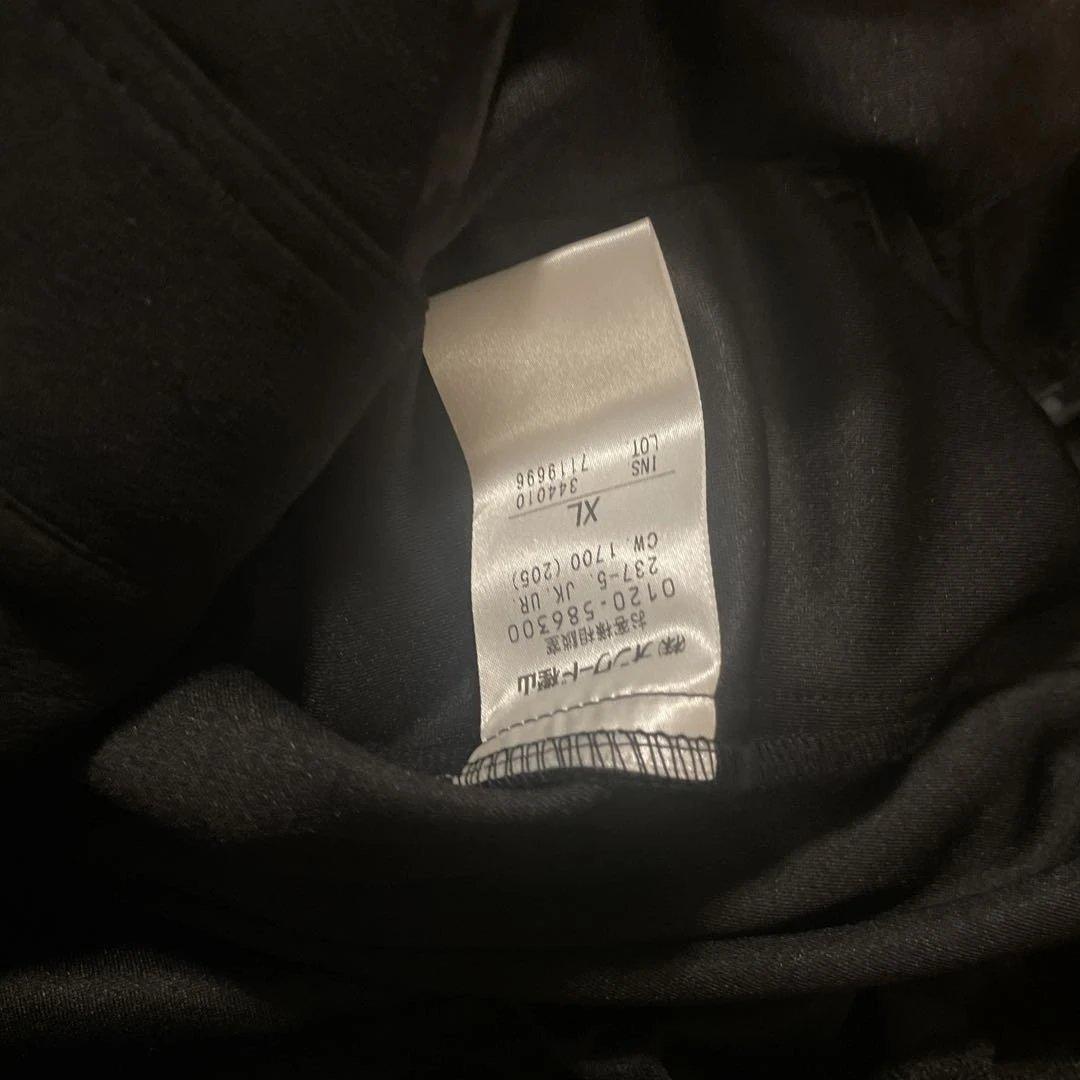 (株)オンワード樫山
お客様相談室
0120-586300
237-5. JK. UR.
CW. 1700 (205)
XL
INS 344010
LOT. 7119696